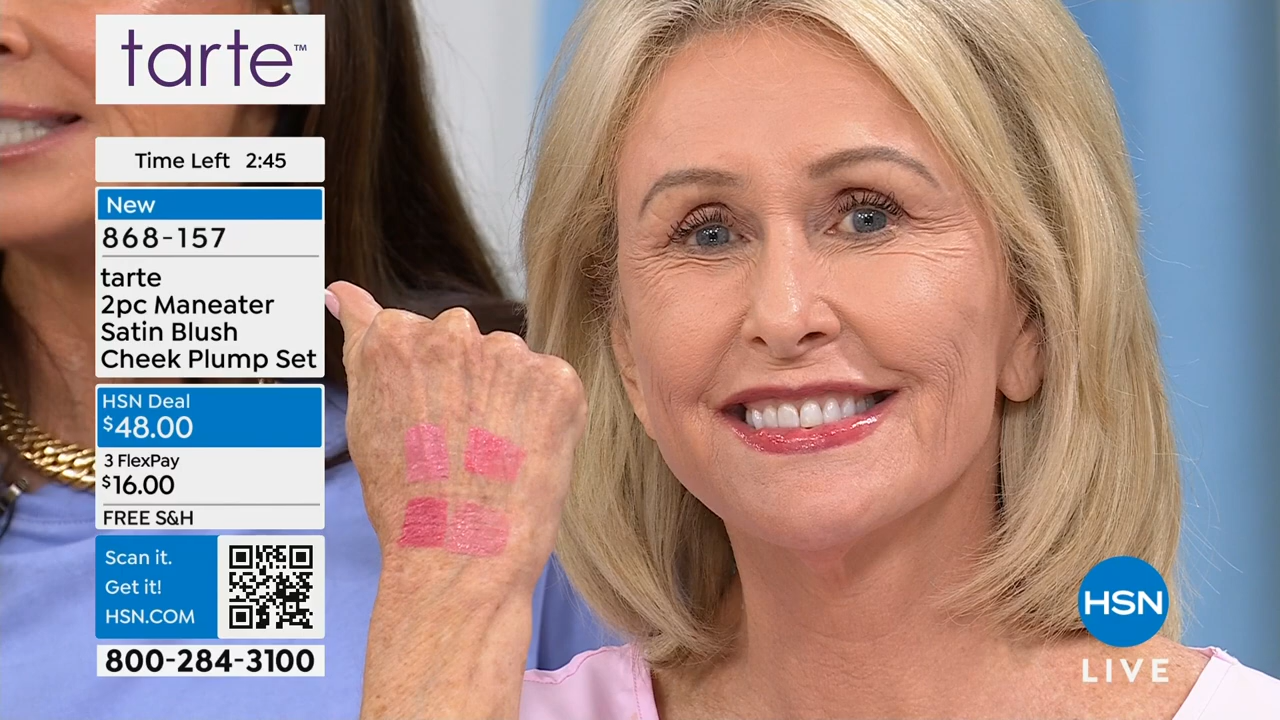 tarte™
Time Left 2:45
New
868-157
tarte
2pc Maneater
Satin Blush
Cheek Plump Set
HSN Deal
$48.00
3 FlexPay
$16.00
FREE S&H
Scan it.
Get it!
HSN.COM
800-284-3100
HSN
LIVE